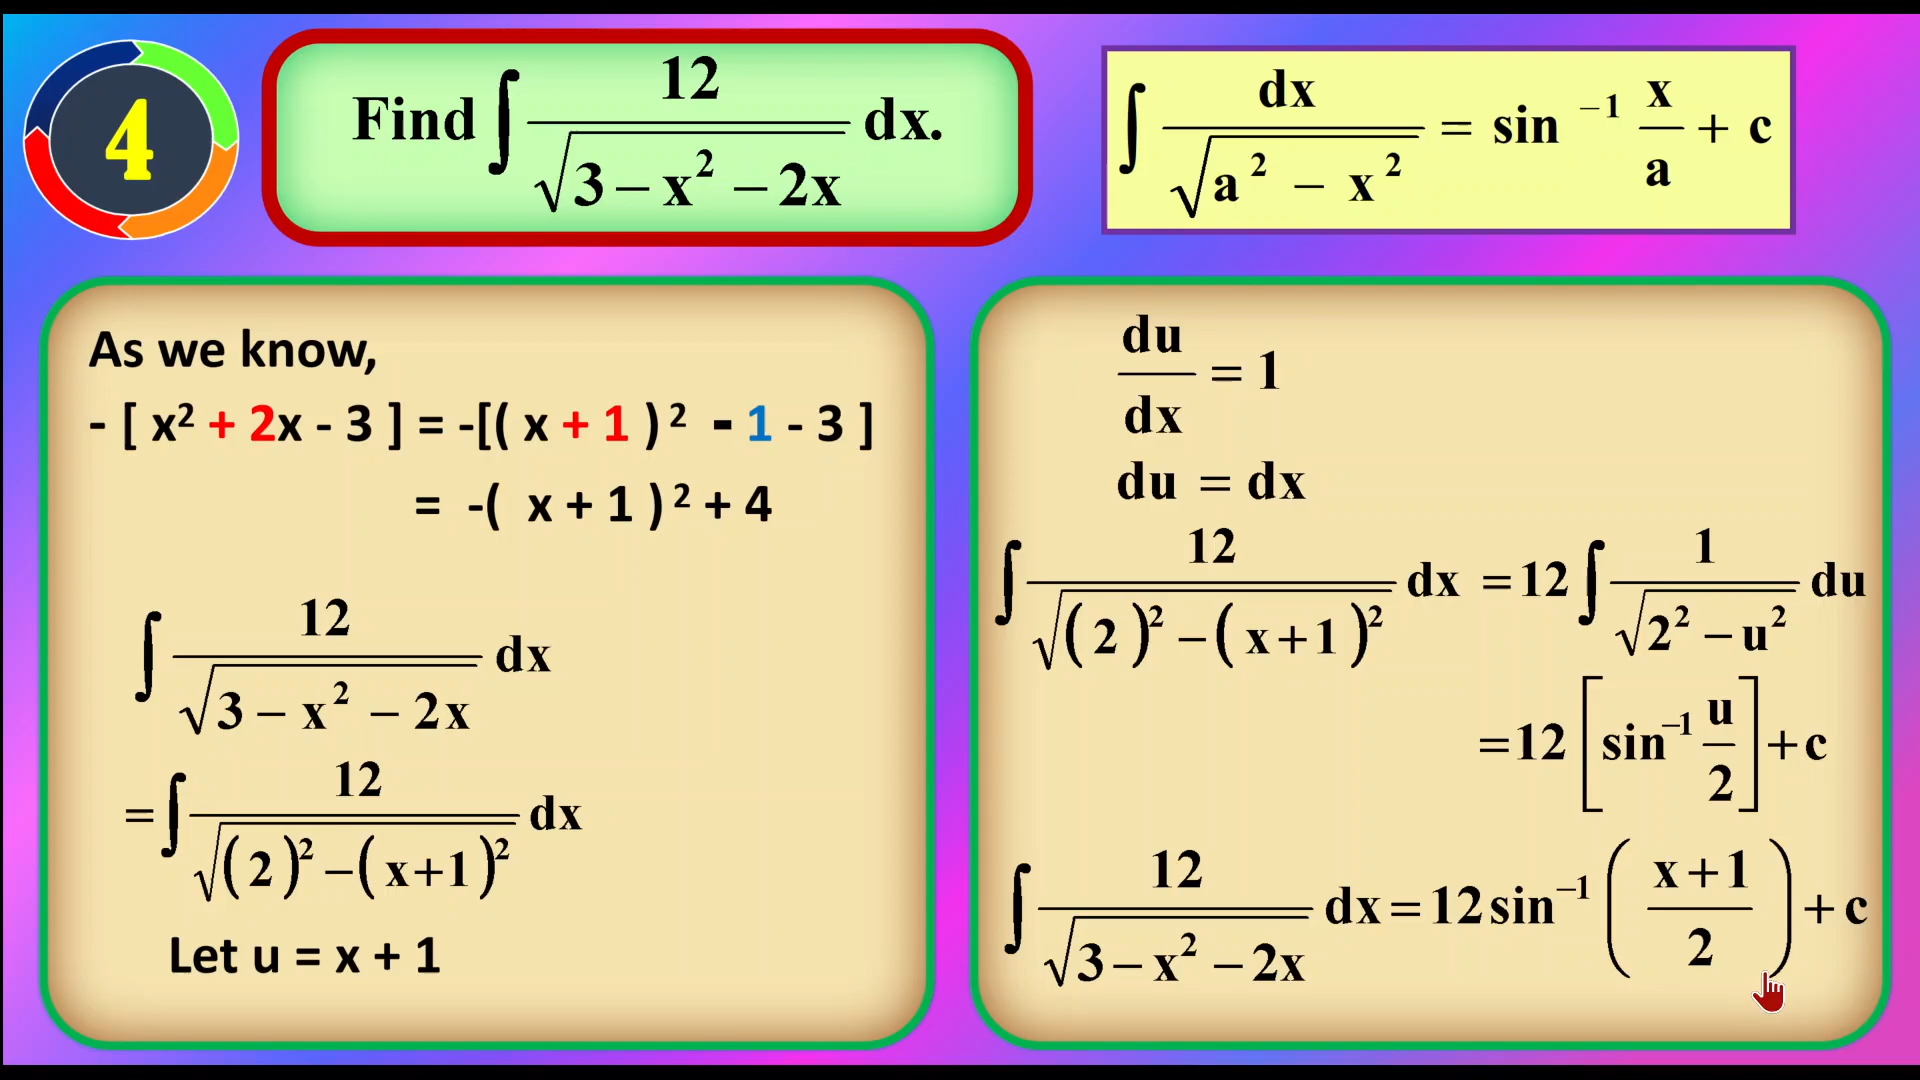 4
Find ∫ 12/√(3 − x² − 2x) dx.
∫ dx/√(a² − x²) = sin⁻¹ x/a + c
As we know,
- [ x² + 2x - 3 ] = -[( x + 1 )² - 1 - 3 ]
= -( x + 1 )² + 4
∫ 12/√(3 − x² − 2x) dx
= ∫ 12/√((2)² − (x+1)²) dx
Let u = x + 1
du/dx = 1
du = dx
∫ 12/√((2)² − (x+1)²) dx = 12 ∫ 1/√(2² − u²) du
= 12 [sin⁻¹ u/2] + c
∫ 12/√(3 − x² − 2x) dx = 12 sin⁻¹ ((x+1)/2) + c